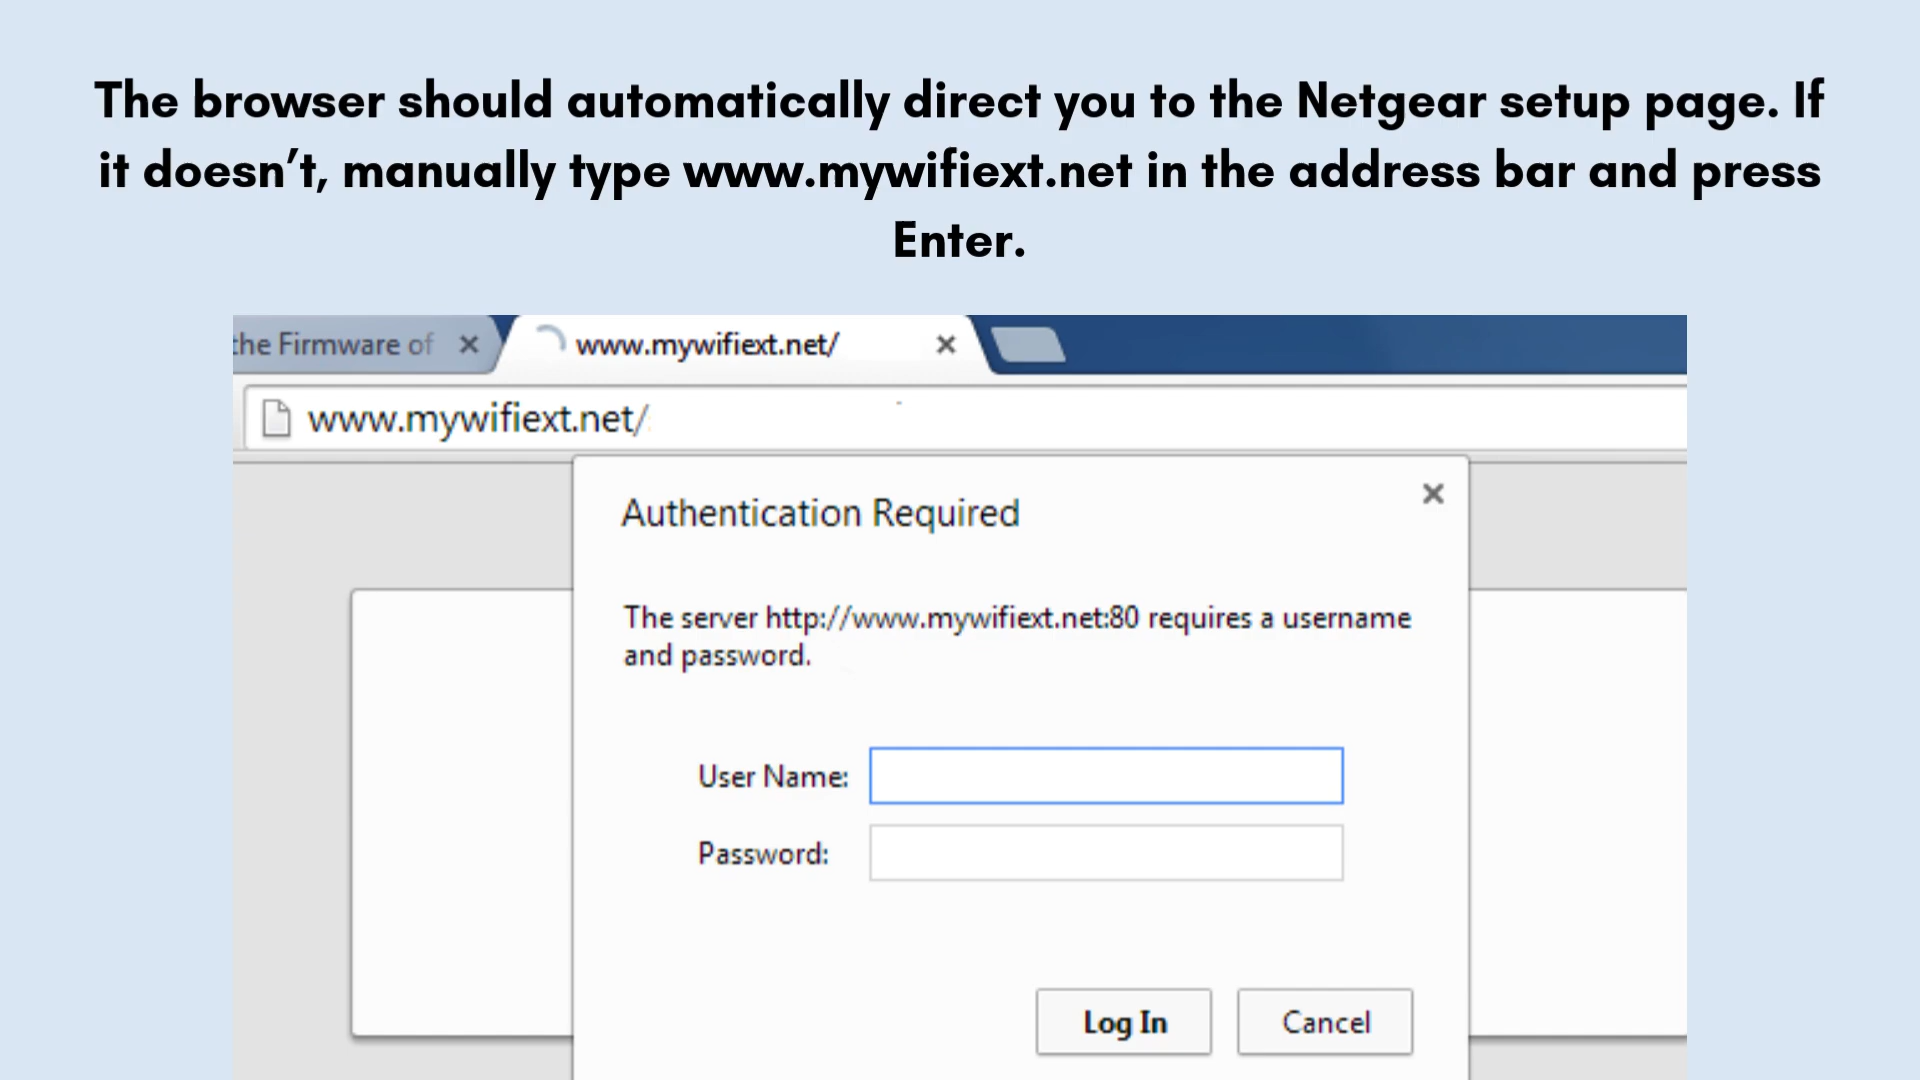 The browser should automatically direct you to the Netgear setup page. If
it doesn’t, manually type www.mywifiext.net in the address bar and press
Enter.
the Firmware of
www.mywifiext.net/
www.mywifiext.net/
Authentication Required
The server http://www.mywifiext.net:80 requires a username
and password.
User Name:
Password:
Log In
Cancel